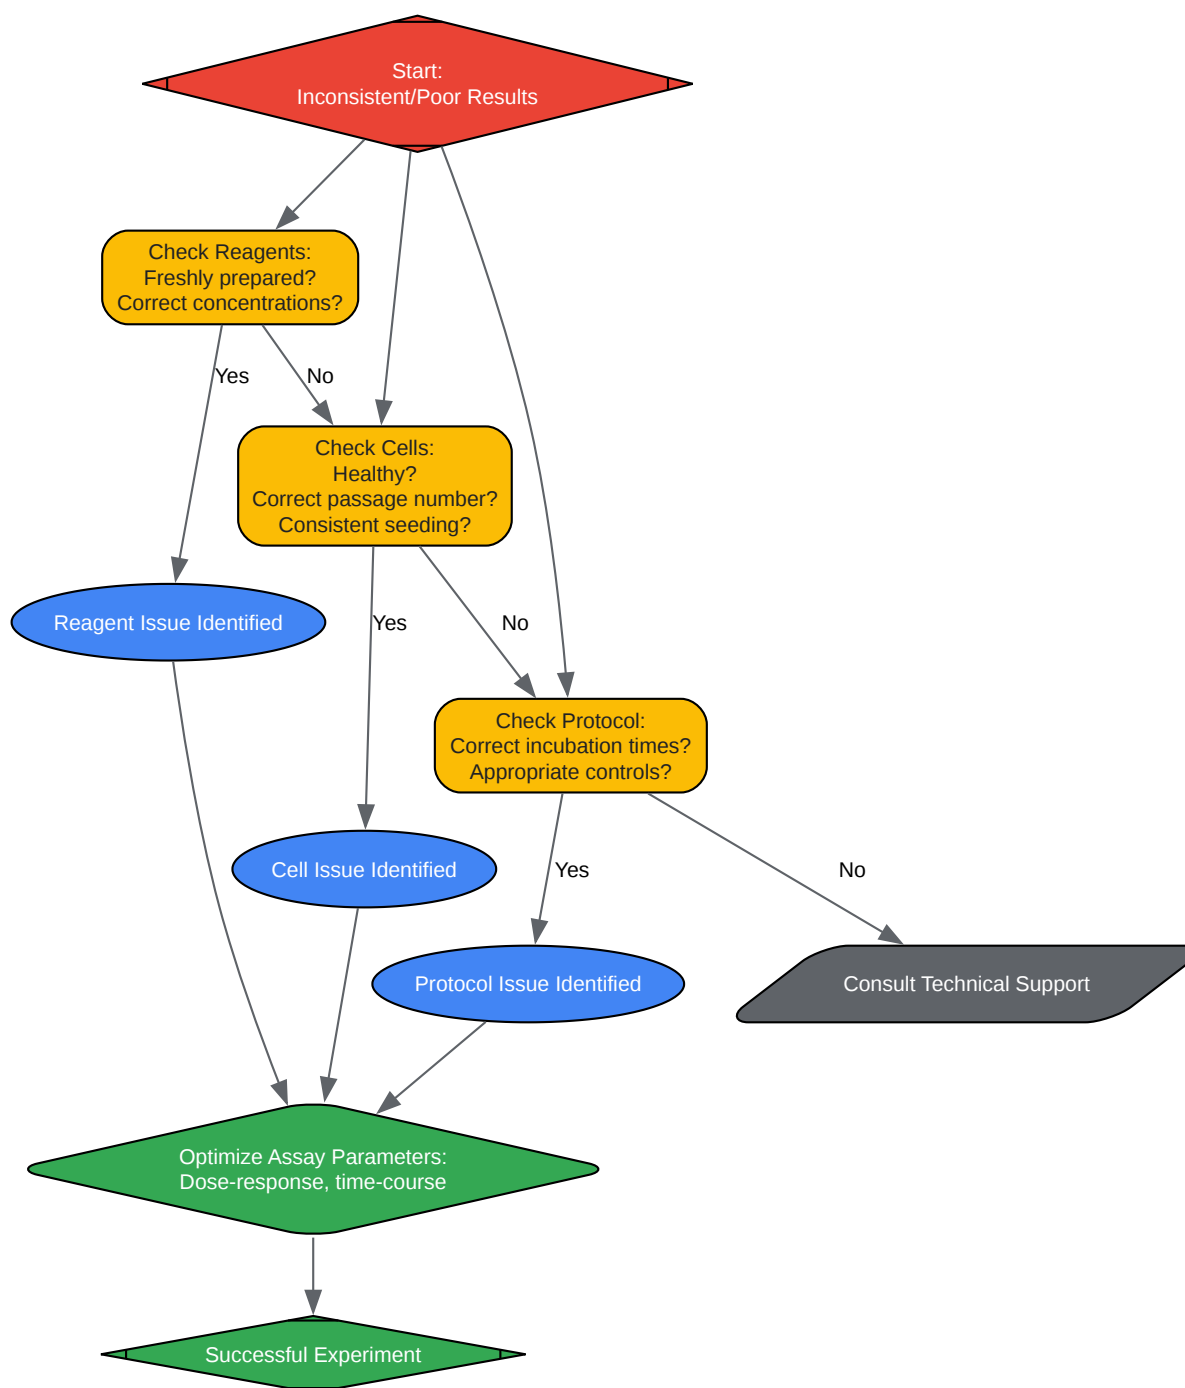 Start:
Inconsistent/Poor Results
Check Reagents:
Freshly prepared?
Correct concentrations?
Yes
No
Check Cells:
Healthy?
Correct passage number?
Consistent seeding?
Reagent Issue Identified
Yes
No
Check Protocol:
Correct incubation times?
Appropriate controls?
Cell Issue Identified
Yes
No
Protocol Issue Identified
Consult Technical Support
Optimize Assay Parameters:
Dose-response, time-course
Successful Experiment